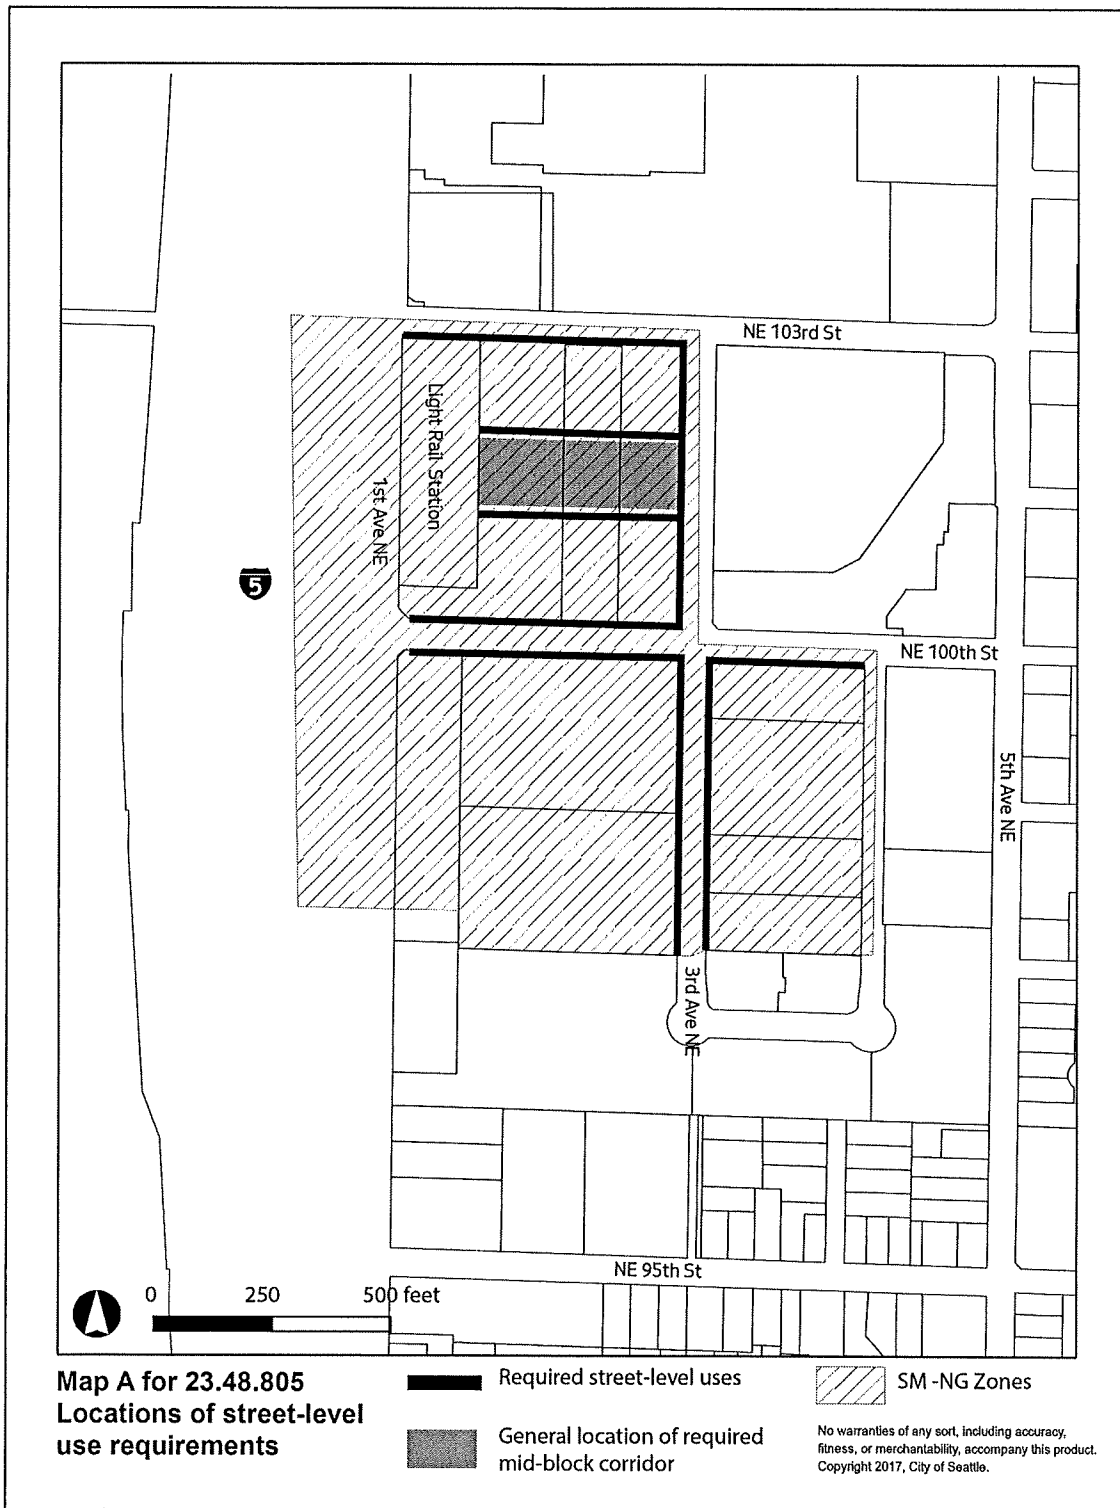 NE 103rd St
Light Rail Station
1st Ave NE
5
NE 100th St
5th Ave NE
3rd Ave NE
NE 95th St
0 250 500 feet
Map A for 23.48.805
Locations of street-level
use requirements
Required street-level uses
General location of required
mid-block corridor
SM -NG Zones
No warranties of any sort, including accuracy,
fitness, or merchantability, accompany this product.
Copyright 2017, City of Seattle.